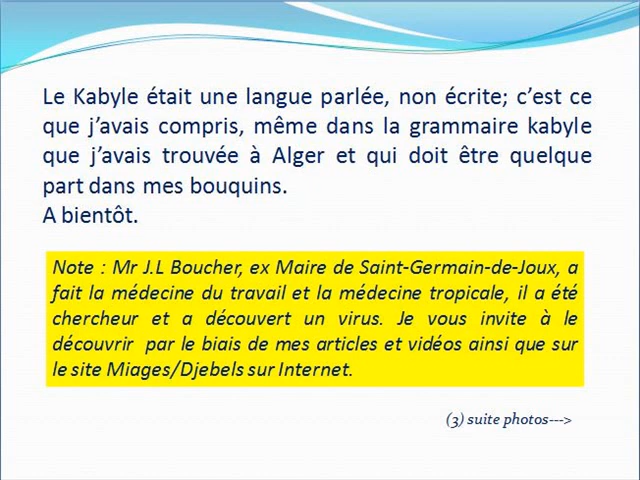 Le Kabyle était une langue parlée, non écrite; c’est ce
que j’avais compris, même dans la grammaire kabyle
que j’avais trouvée à Alger et qui doit être quelque
part dans mes bouquins.
A bientôt.
Note : Mr J.L Boucher, ex Maire de Saint-Germain-de-Joux, a
fait la médecine du travail et la médecine tropicale, il a été
chercheur et a découvert un virus. Je vous invite à le
découvrir par le biais de mes articles et vidéos ainsi que sur
le site Miages/Djebels sur Internet.
(3) suite photos--->